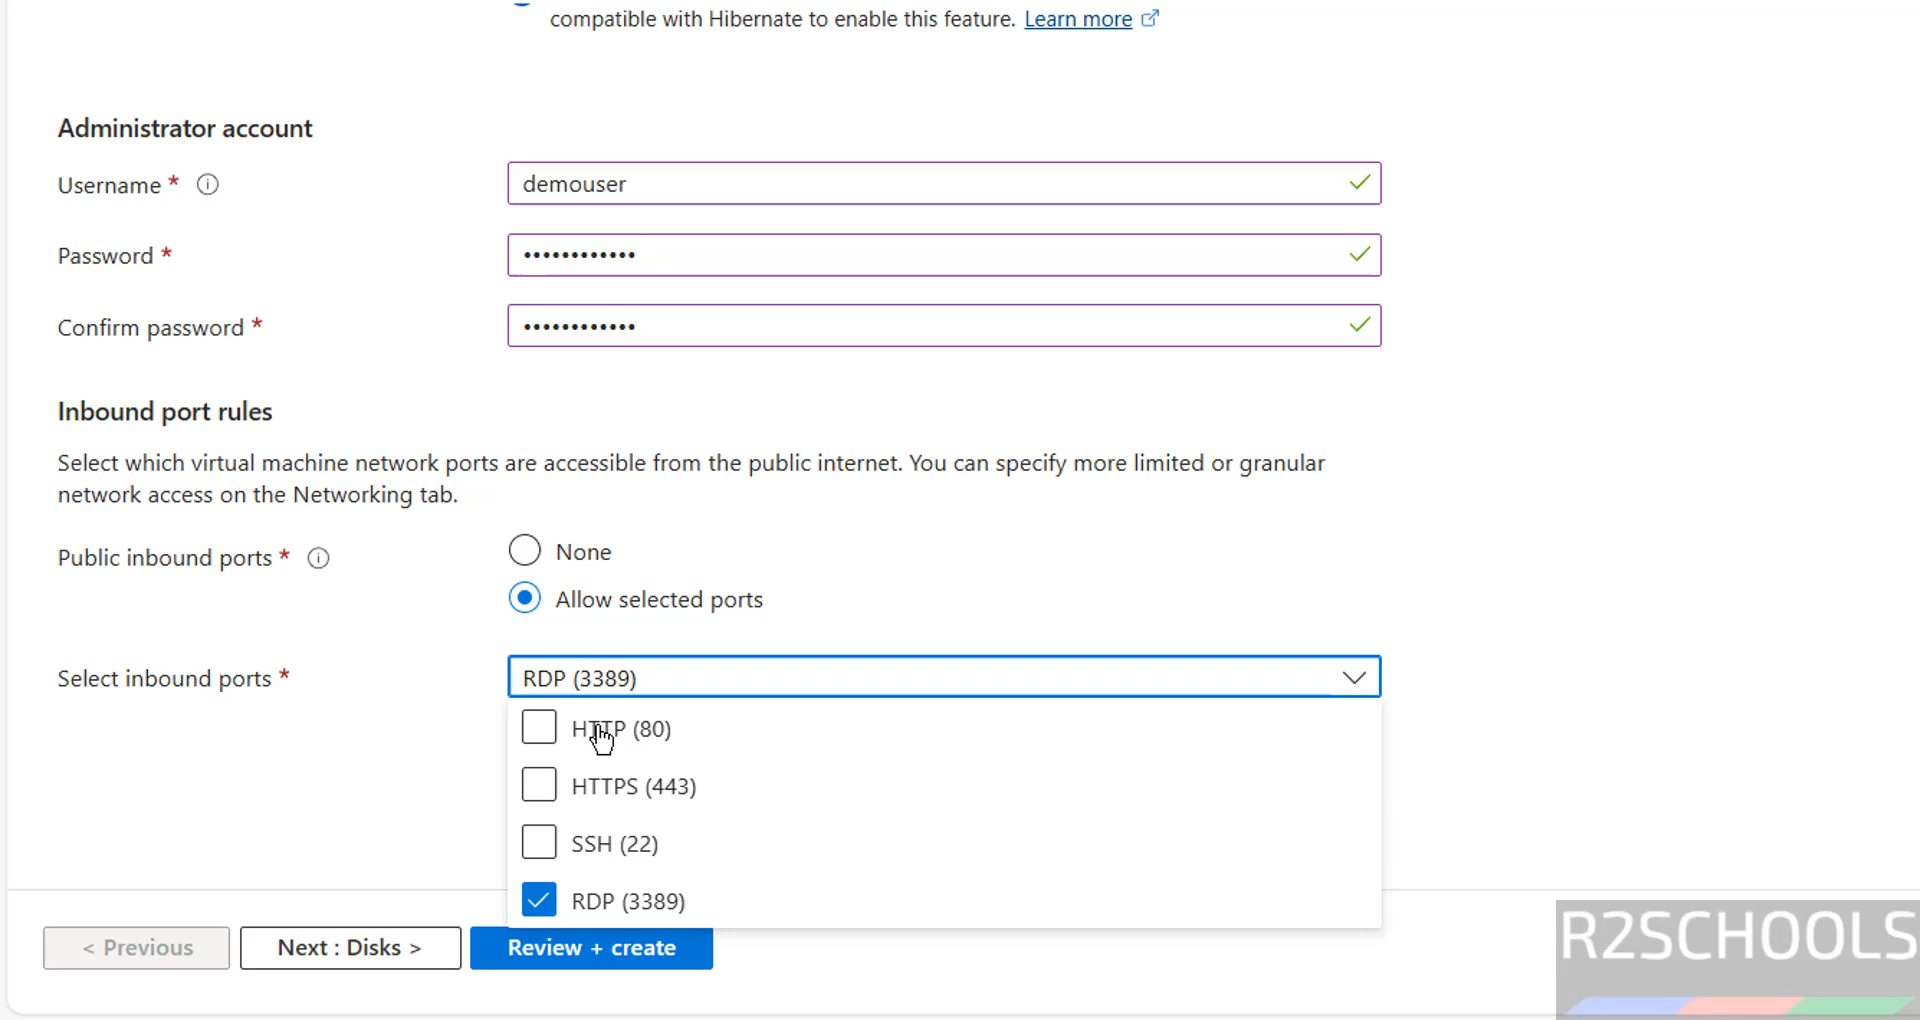 compatible with Hibernate to enable this feature. Learn more
Administrator account
Username *
demouser
Password *
••••••••••••
Confirm password *
••••••••••••
Inbound port rules
Select which virtual machine network ports are accessible from the public internet. You can specify more limited or granular
network access on the Networking tab.
Public inbound ports *
None
Allow selected ports
Select inbound ports *
RDP (3389)
HTTP (80)
HTTPS (443)
SSH (22)
RDP (3389)
< Previous
Next : Disks >
Review + create
R2SCHOOLS